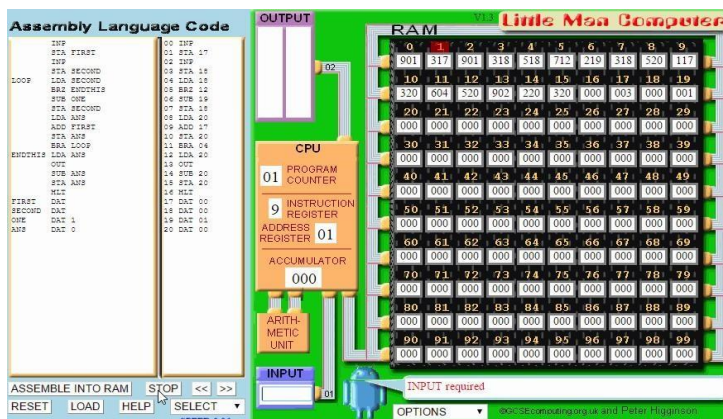 Assembly Language Code
INP
STA FIRST
INP
STA SECOND
LOOP LDA SECOND
BRZ ENDTHIS
SUB ONE
STA SECOND
LDA ANS
ADD FIRST
STA ANS
BRA LOOP
ENDTHIS LDA ANS
OUT
SUB ANS
STA ANS
HLT
FIRST DAT
SECOND DAT
ONE DAT 1
ANS DAT 0
00 INP
01 STA 17
02 INP
03 STA 18
04 LDA 18
05 BRZ 12
06 SUB 19
07 STA 18
08 LDA 20
09 ADD 17
10 STA 20
11 BRA 04
12 LDA 20
13 OUT
14 SUB 20
15 STA 20
16 HLT
17 DAT 00
18 DAT 00
19 DAT 01
20 DAT 00
ASSEMBLE INTO RAM STOP << >>
RESET LOAD HELP SELECT
OUTPUT
02
CPU
01 PROGRAM COUNTER
9 INSTRUCTION REGISTER
ADDRESS REGISTER 01
ACCUMULATOR
000
ARITH-
METIC
UNIT
INPUT
01
V1.3 Little Man Computer
RAM
0 1 2 3 4 5 6 7 8 9
901 317 901 318 518 712 219 318 520 117
10 11 12 13 14 15 16 17 18 19
320 604 520 902 220 320 000 003 000 001
20 21 22 23 24 25 26 27 28 29
000 000 000 000 000 000 000 000 000 000
30 31 32 33 34 35 36 37 38 39
000 000 000 000 000 000 000 000 000 000
40 41 42 43 44 45 46 47 48 49
000 000 000 000 000 000 000 000 000 000
50 51 52 53 54 55 56 57 58 59
000 000 000 000 000 000 000 000 000 000
60 61 62 63 64 65 66 67 68 69
000 000 000 000 000 000 000 000 000 000
70 71 72 73 74 75 76 77 78 79
000 000 000 000 000 000 000 000 000 000
80 81 82 83 84 85 86 87 88 89
000 000 000 000 000 000 000 000 000 000
90 91 92 93 94 95 96 97 98 99
000 000 000 000 000 000 000 000 000 000
INPUT required
OPTIONS
©GCSEcomputing.org.uk and Peter Higginson